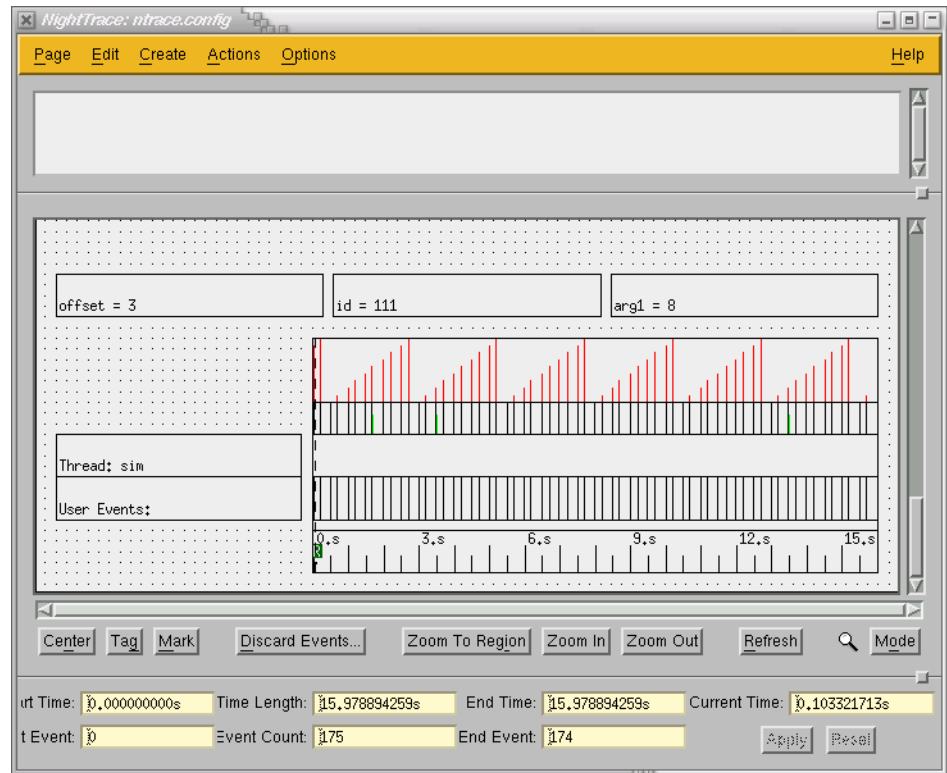 NightTrace: ntrace.config
Page Edit Create Actions Options Help
offset = 3 id = 111 arg1 = 8
Thread: sim
User Events:
0.s 3.s 6.s 9.s 12.s 15.s
Center Tag Mark Discard Events... Zoom To Region Zoom In Zoom Out Refresh Mode
rt Time: 0.000000000s Time Length: 15.978894259s End Time: 15.978894259s Current Time: 0.103321713s
t Event: 0 Event Count: 175 End Event: 174 Apply Reset